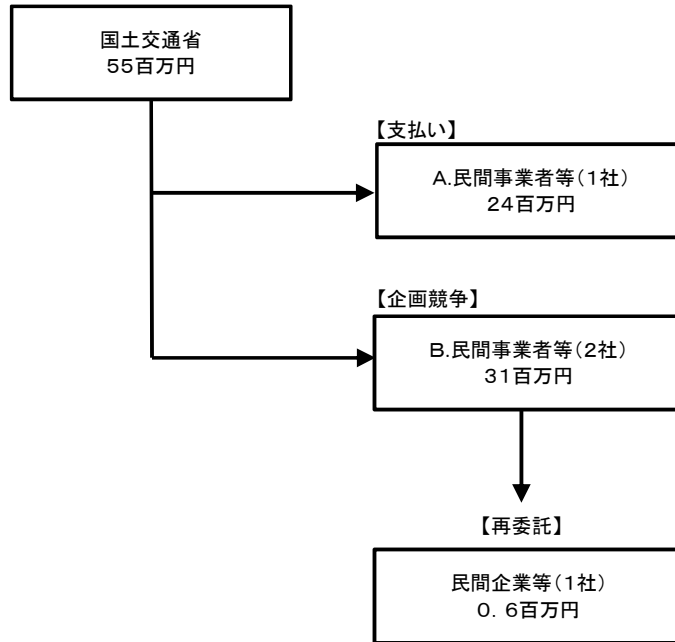 国土交通省
５５百万円
【支払い】
Ａ.民間事業者等（１社）
２４百万円
【企画競争】
Ｂ.民間事業者等（２社）
３１百万円
【再委託】
民間企業等（１社）
０．６百万円